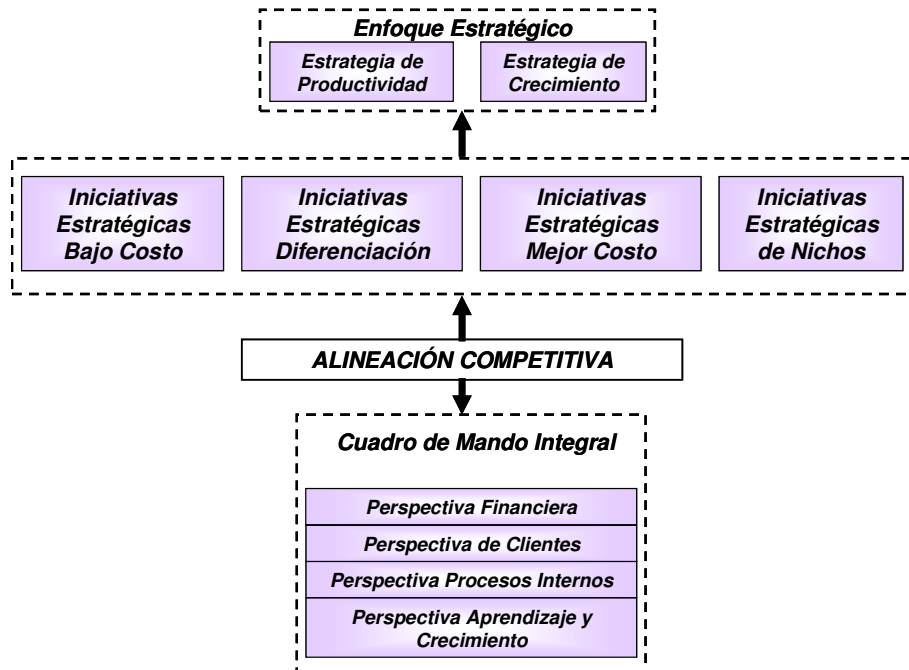 Enfoque Estratégico
Estrategia de
Productividad
Estrategia de
Crecimiento
Iniciativas
Estratégicas
Bajo Costo
Iniciativas
Estratégicas
Diferenciación
Iniciativas
Estratégicas
Mejor Costo
Iniciativas
Estratégicas
de Nichos
ALINEACIÓN COMPETITIVA
Cuadro de Mando Integral
Perspectiva Financiera
Perspectiva de Clientes
Perspectiva Procesos Internos
Perspectiva Aprendizaje y
Crecimiento